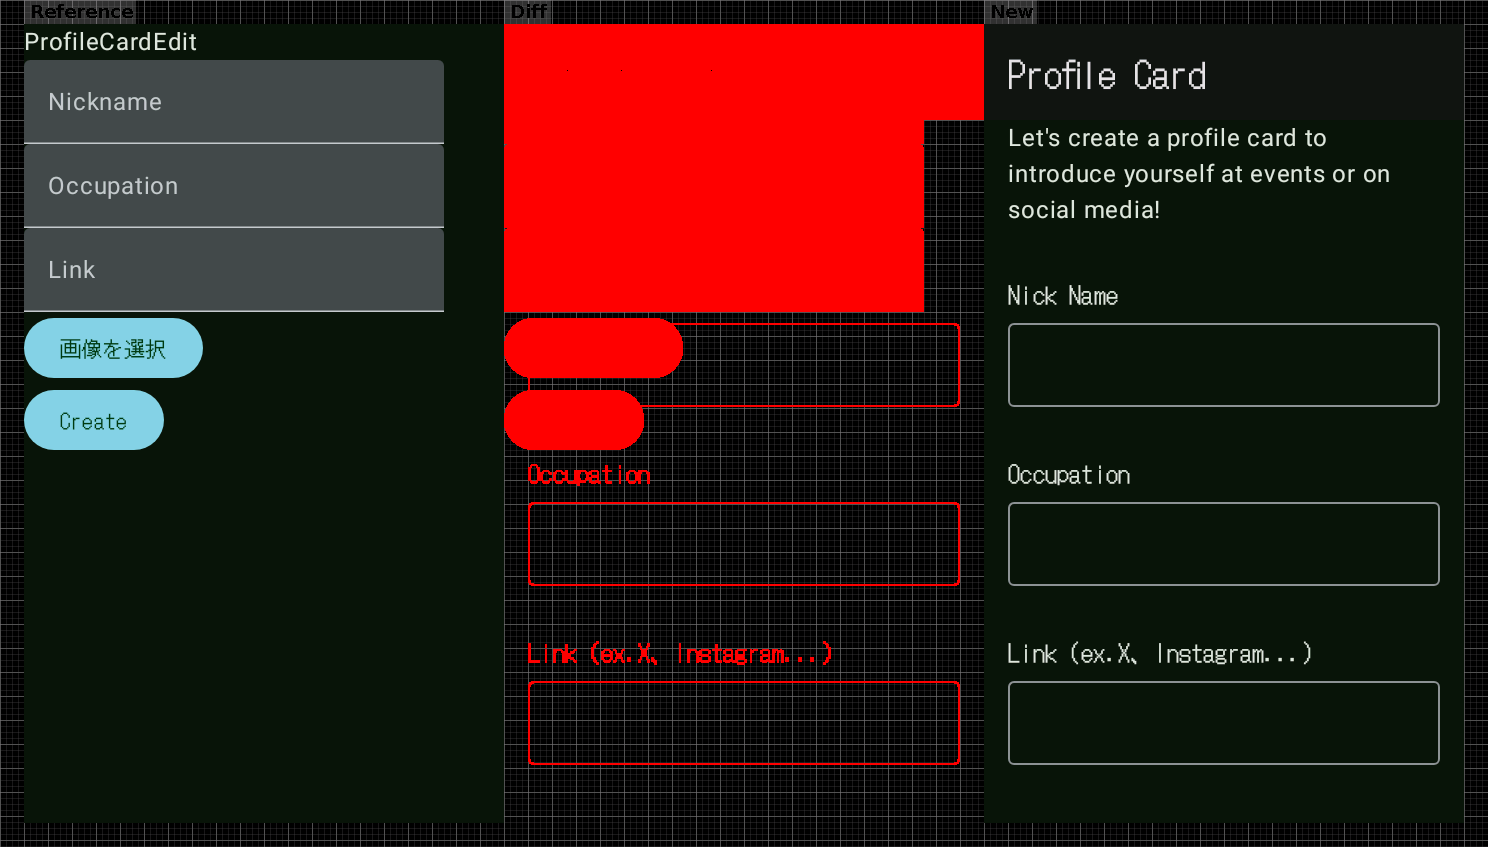 Reference
ProfileCardEdit
Nickname
Occupation
Link
画像を選択
Create
Diff
Occupation
Link (ex.X、Instagram...)
New
Profile Card
Let's create a profile card to
introduce yourself at events or on
social media!
Nick Name
Occupation
Link (ex.X、Instagram...)